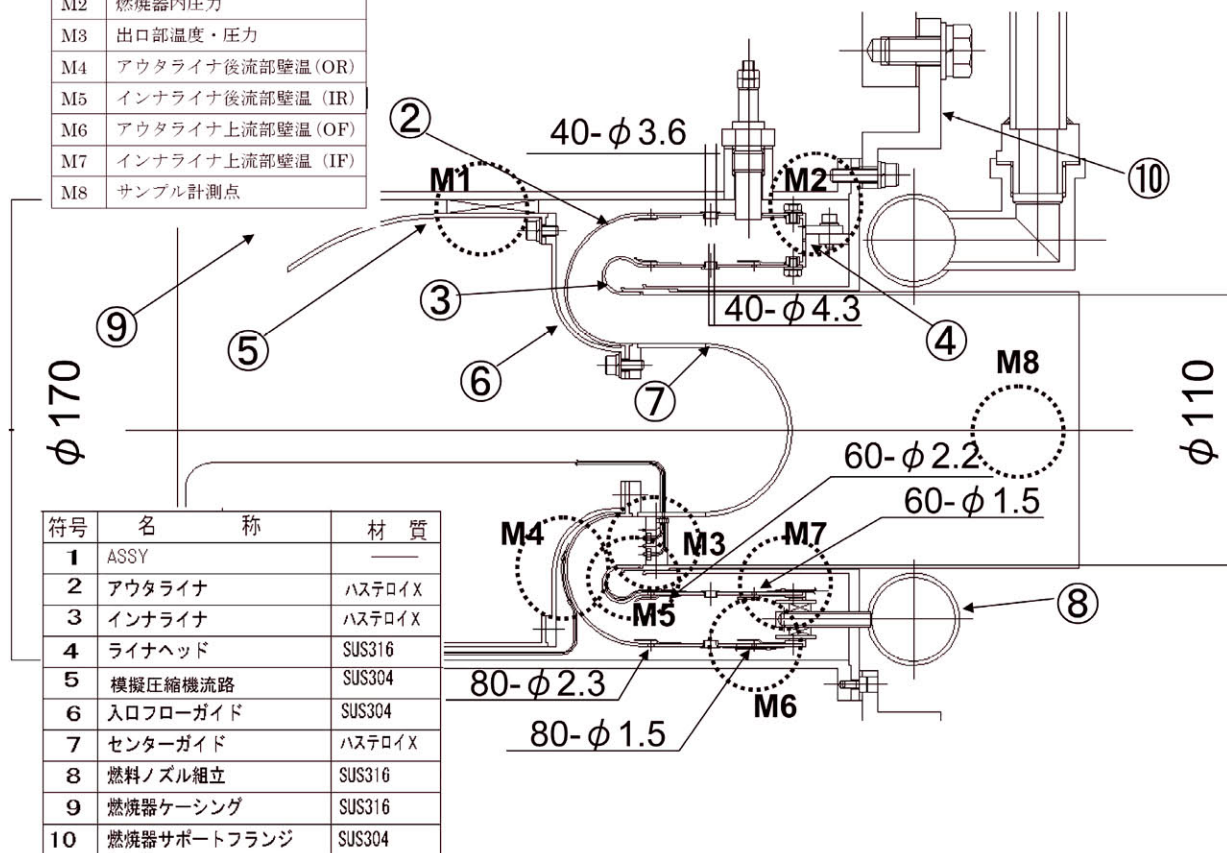 M2 燃焼器内圧力
M3 出口部温度・圧力
M4 アウタライナ後流部壁温(OR)
M5 インナライナ後流部壁温 (IR)
M6 アウタライナ上流部壁温(OF)
M7 インナライナ上流部壁温 (IF)
M8 サンプル計測点
②
40-φ3.6
M1
M2
⑩
⑤
③
40-φ4.3
④
⑨
⑥
⑦
M8
φ170
φ110
60-φ2.2
60-φ1.5
M4
M3
M7
M5
⑧
80-φ2.3
M6
80-φ1.5
符号 名 称 材 質
1 ASSY ——
2 アウタライナ ハステロイX
3 インナライナ ハステロイX
4 ライナヘッド SUS316
5 模擬圧縮機流路 SUS304
6 入口フローガイド SUS304
7 センターガイド ハステロイX
8 燃料ノズル組立 SUS316
9 燃焼器ケーシング SUS316
10 燃焼器サポートフランジ SUS304